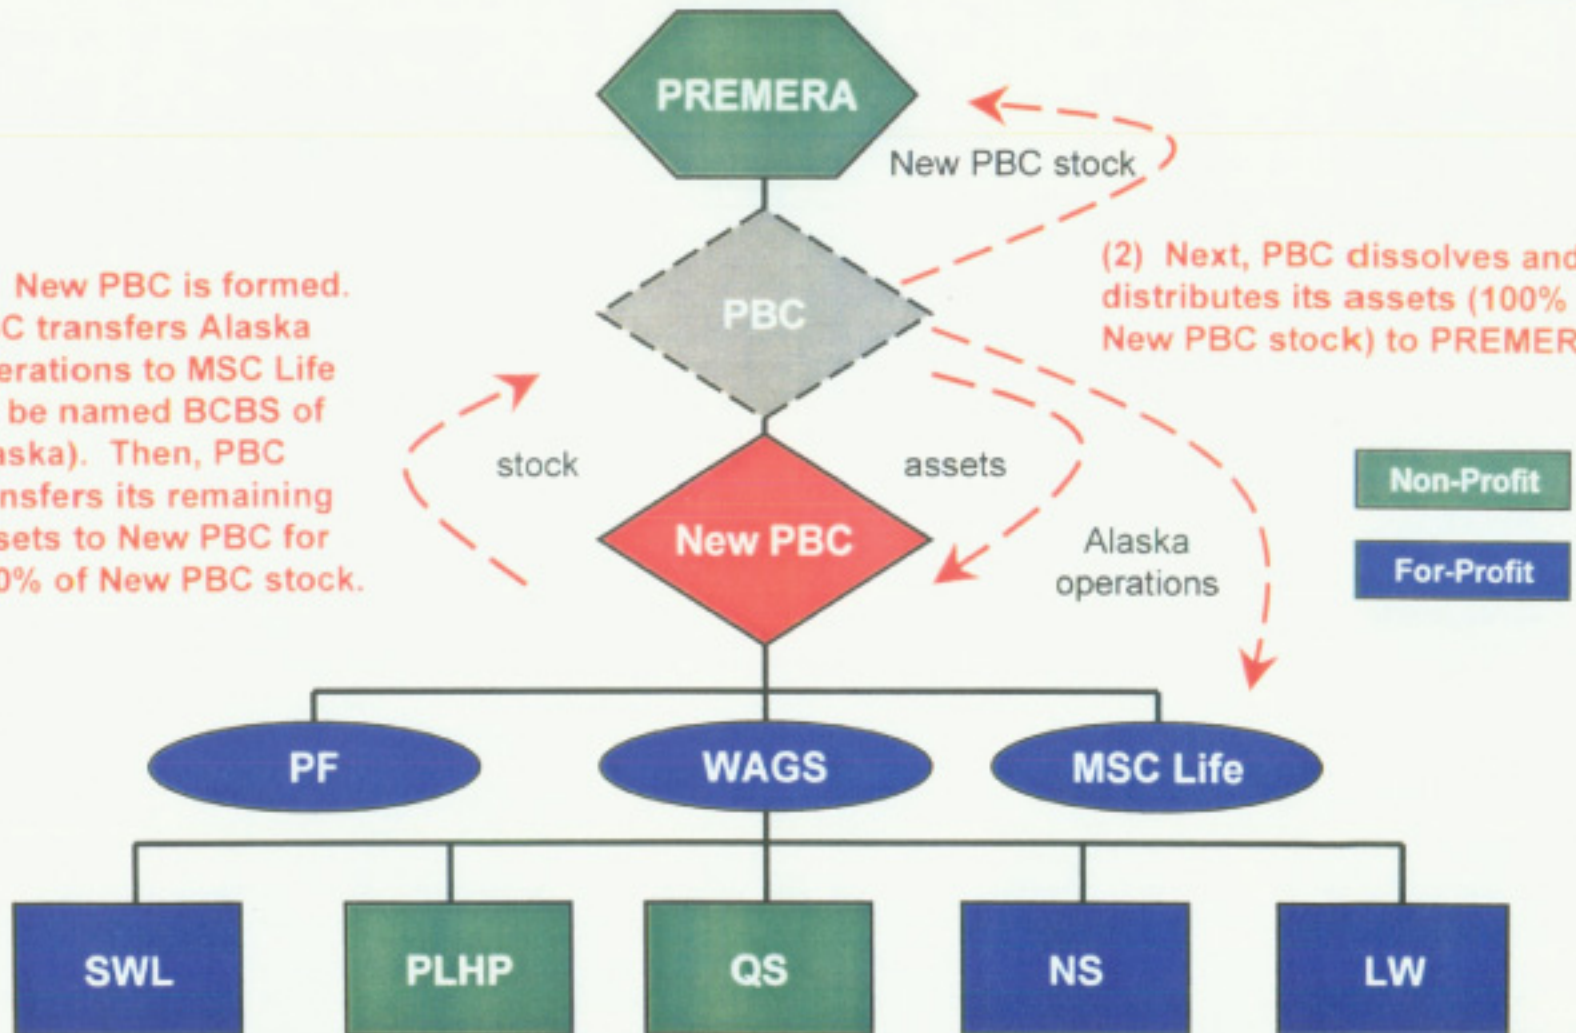 PREMERA
New PBC stock
New PBC is formed.
C transfers Alaska
erations to MSC Life
be named BCBS of
aska). Then, PBC
nsfers its remaining
sets to New PBC for
0% of New PBC stock.
PBC
(2) Next, PBC dissolves and
distributes its assets (100%
New PBC stock) to PREMER
stock
assets
New PBC
Alaska
operations
Non-Profit
For-Profit
PF
WAGS
MSC Life
SWL
PLHP
QS
NS
LW